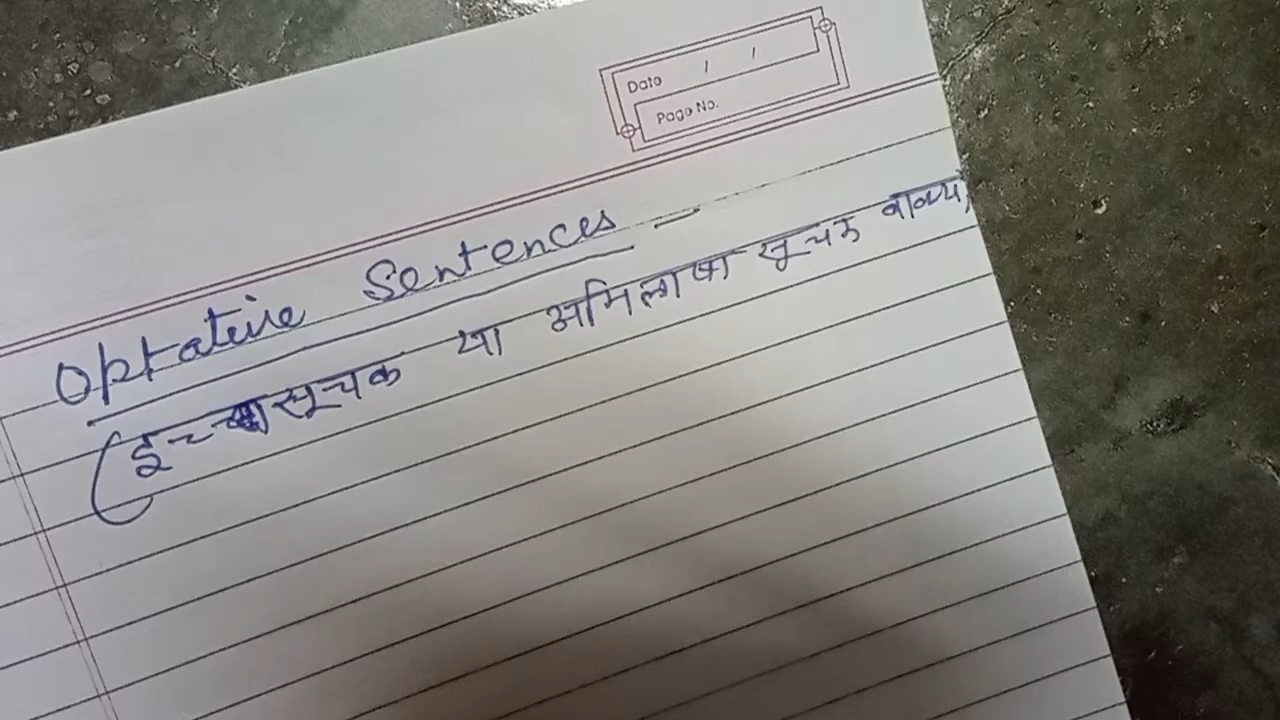 Date / /
Page No.
Optative Sentences -
(इच्छासूचक या अभिलाषा सूचक वाक्य)